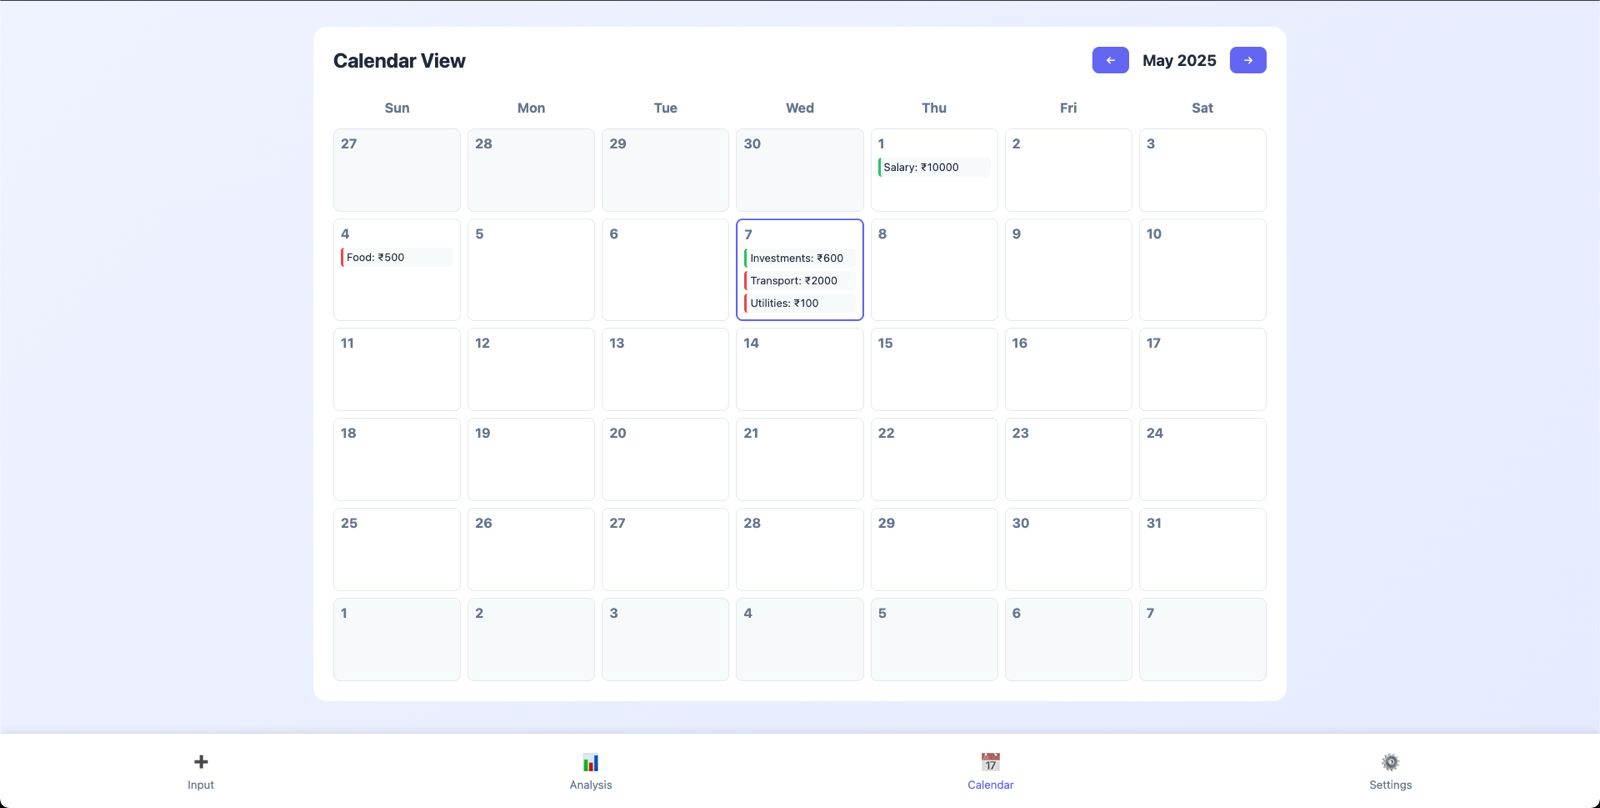 Calendar View
← May 2025 →
Sun Mon Tue Wed Thu Fri Sat
27 28 29 30 1 2 3
Salary: ₹10000
4 5 6 7 8 9 10
Food: ₹500
Investments: ₹600
Transport: ₹2000
Utilities: ₹100
11 12 13 14 15 16 17
18 19 20 21 22 23 24
25 26 27 28 29 30 31
1 2 3 4 5 6 7
17
Input Analysis Calendar Settings